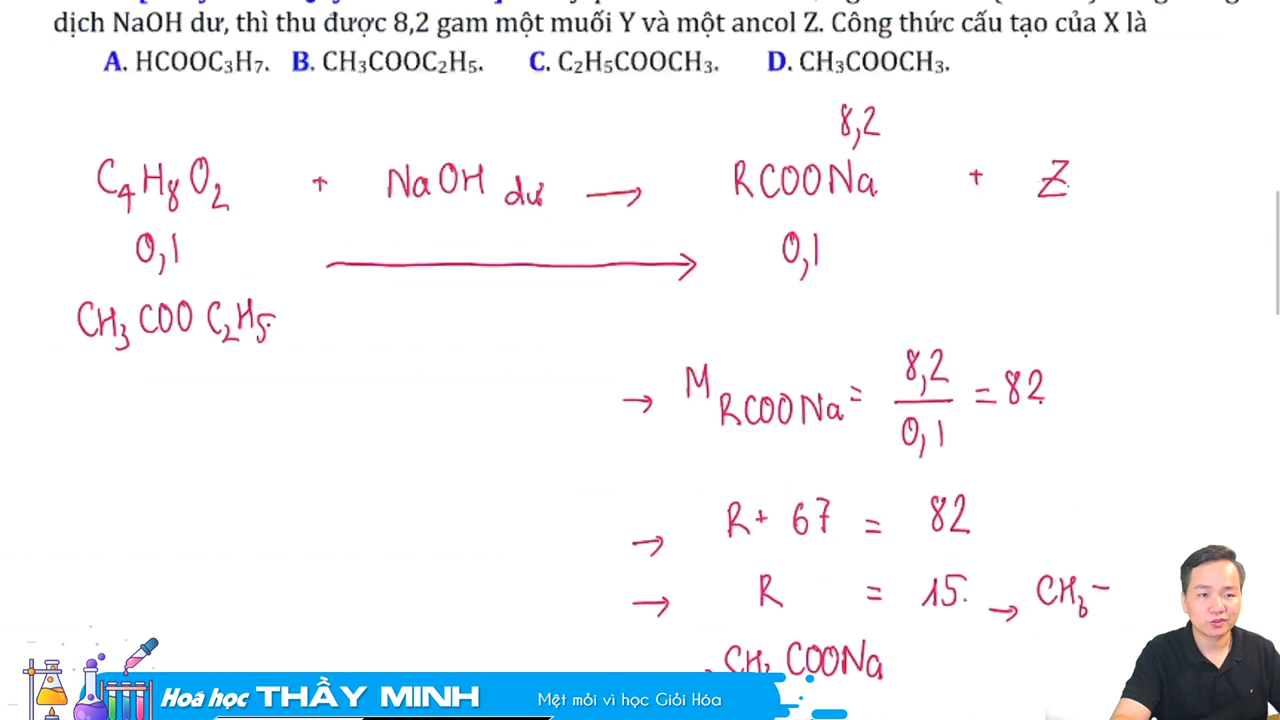 dịch NaOH dư, thì thu được 8,2 gam một muối Y và một ancol Z. Công thức cấu tạo của X là
A. HCOOC₃H₇. B. CH₃COOC₂H₅. C. C₂H₅COOCH₃. D. CH₃COOCH₃.
8,2
C₄H₈O₂ + NaOH dư → RCOONa + Z
0,1 → 0,1
CH₃COOC₂H₅
→ M RCOONa = 8,2 / 0,1 = 82
→ R + 67 = 82
→ R = 15 → CH₃-
CH₃COONa
Hoá học THẦY MINH Mệt mỏi vì học Giỏi Hóa